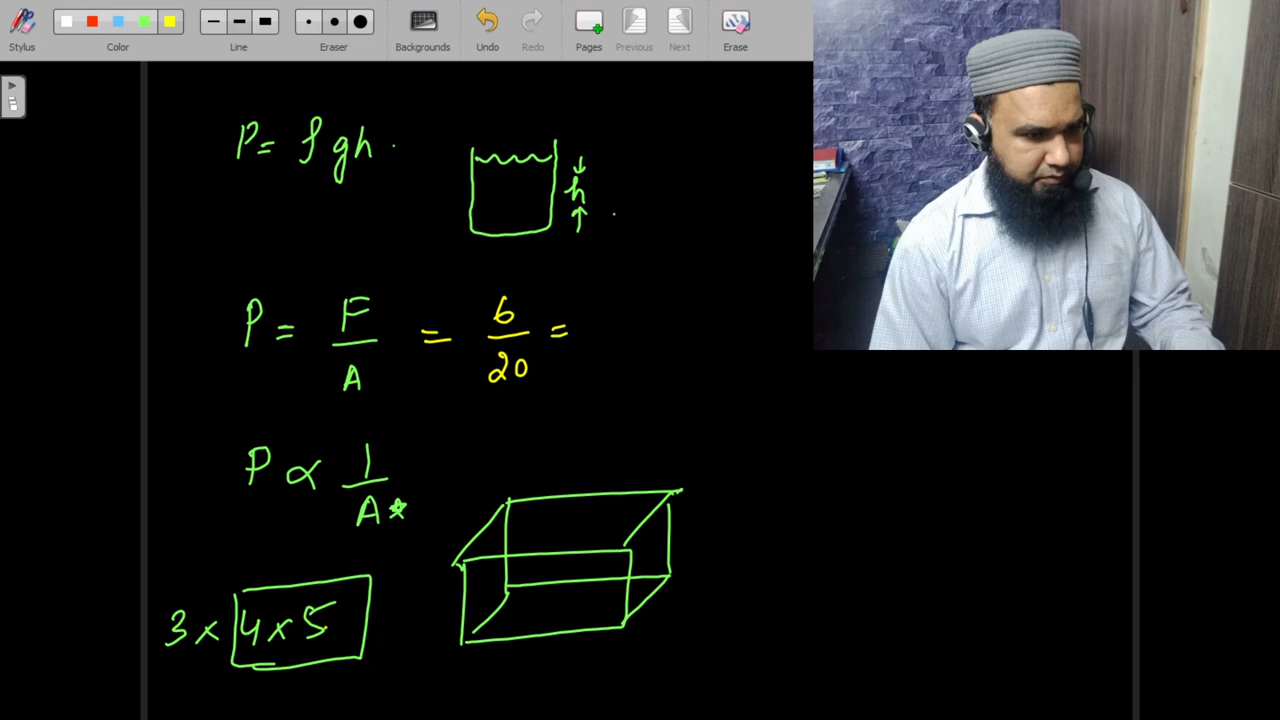 Stylus Color Line Eraser Backgrounds Undo Redo Pages Previous Next Erase
P = ρgh.
h
P = F/A = 6/20 =
P ∝ 1/A*
3 × 4 × 5